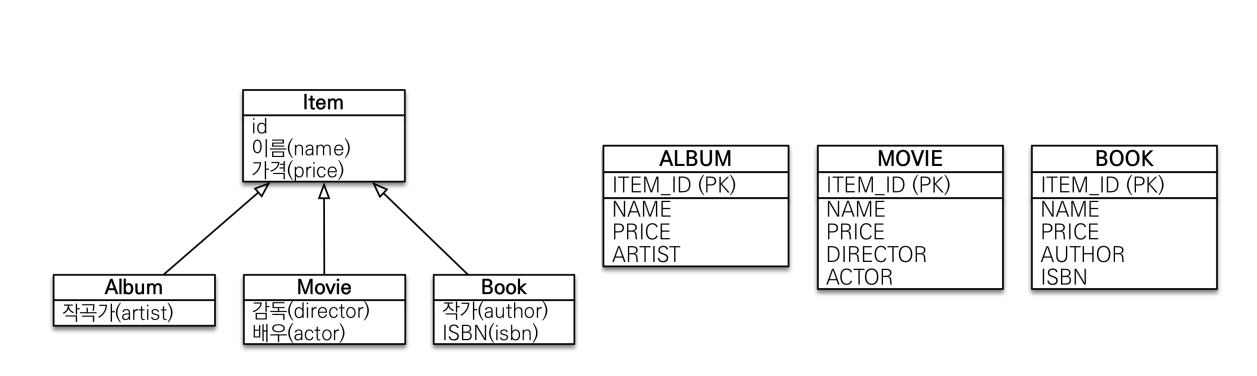 Item
id
이름(name)
가격(price)
Album
작곡가(artist)
Movie
감독(director)
배우(actor)
Book
작가(author)
ISBN(isbn)
ALBUM
ITEM_ID (PK)
NAME
PRICE
ARTIST
MOVIE
ITEM_ID (PK)
NAME
PRICE
DIRECTOR
ACTOR
BOOK
ITEM_ID (PK)
NAME
PRICE
AUTHOR
ISBN